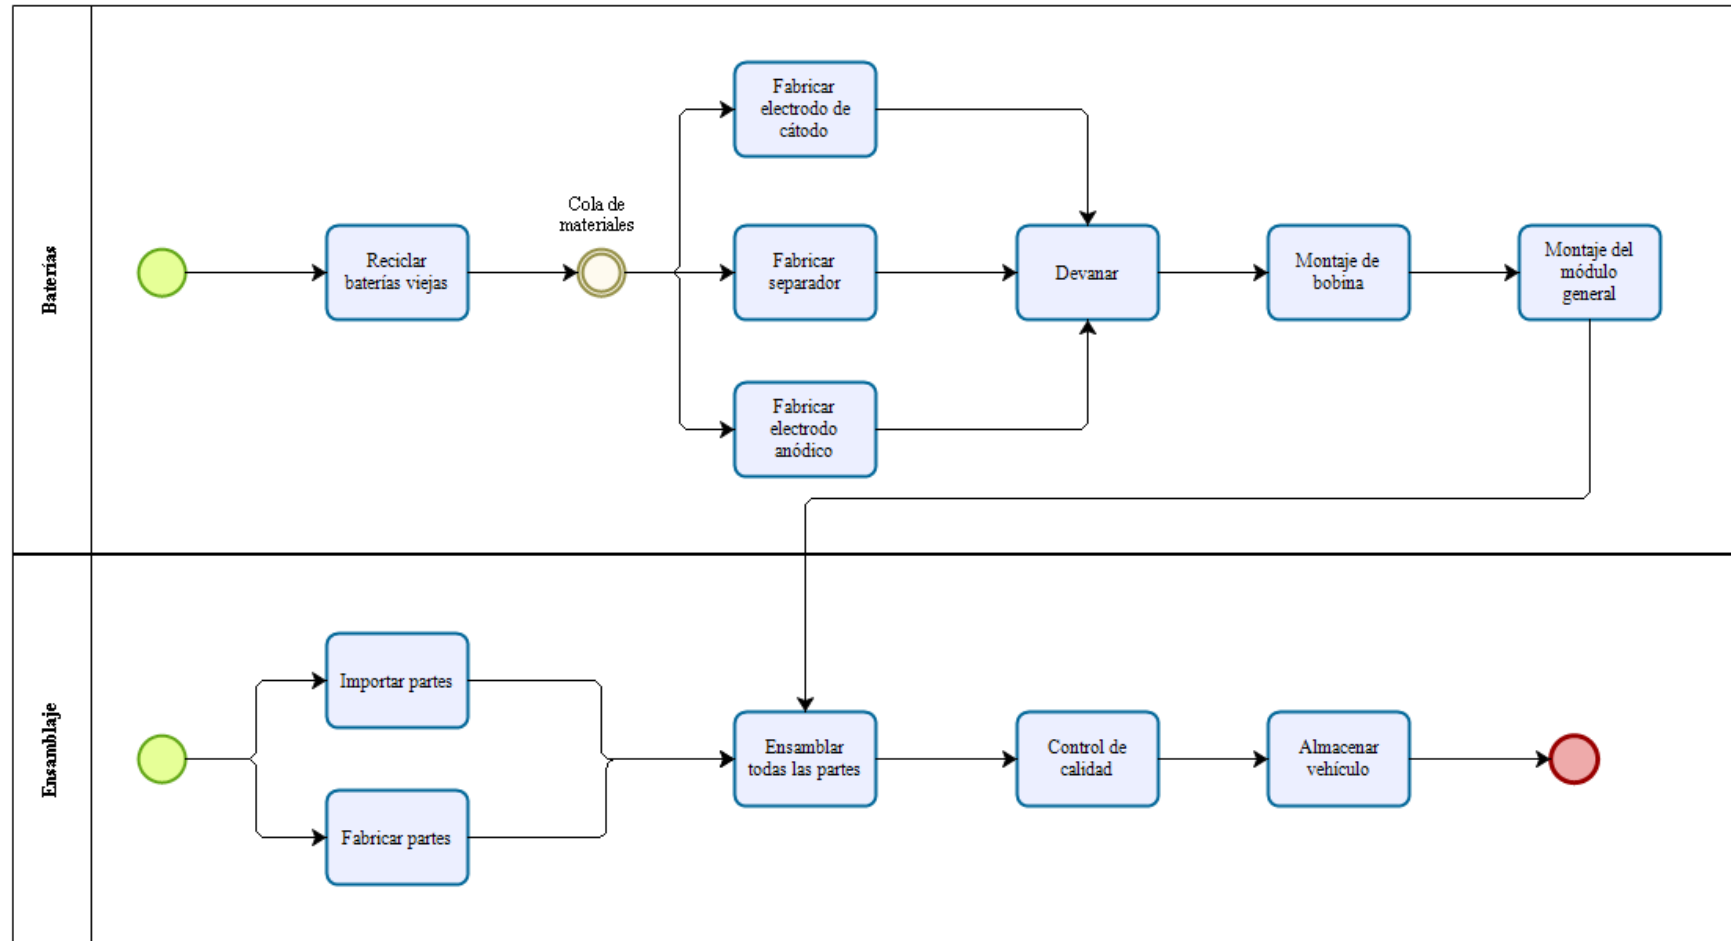 Baterías
Reciclar
baterías viejas
Cola de
materiales
Fabricar
electrodo de
cátodo
Fabricar
separador
Fabricar
electrodo
anódico
Devanar
Montaje de
bobina
Montaje del
módulo
general
Ensamblaje
Importar partes
Fabricar partes
Ensamblar
todas las partes
Control de
calidad
Almacenar
vehículo